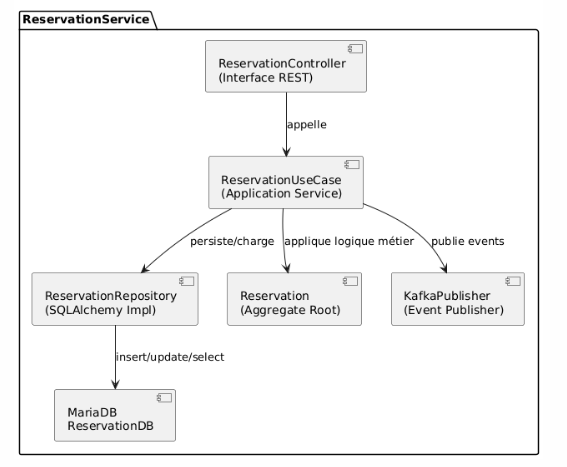 ReservationService
ReservationController
(Interface REST)
appelle
ReservationUseCase
(Application Service)
persiste/charge
applique logique métier
publie events
ReservationRepository
(SQLAlchemy Impl)
Reservation
(Aggregate Root)
KafkaPublisher
(Event Publisher)
insert/update/select
MariaDB
ReservationDB